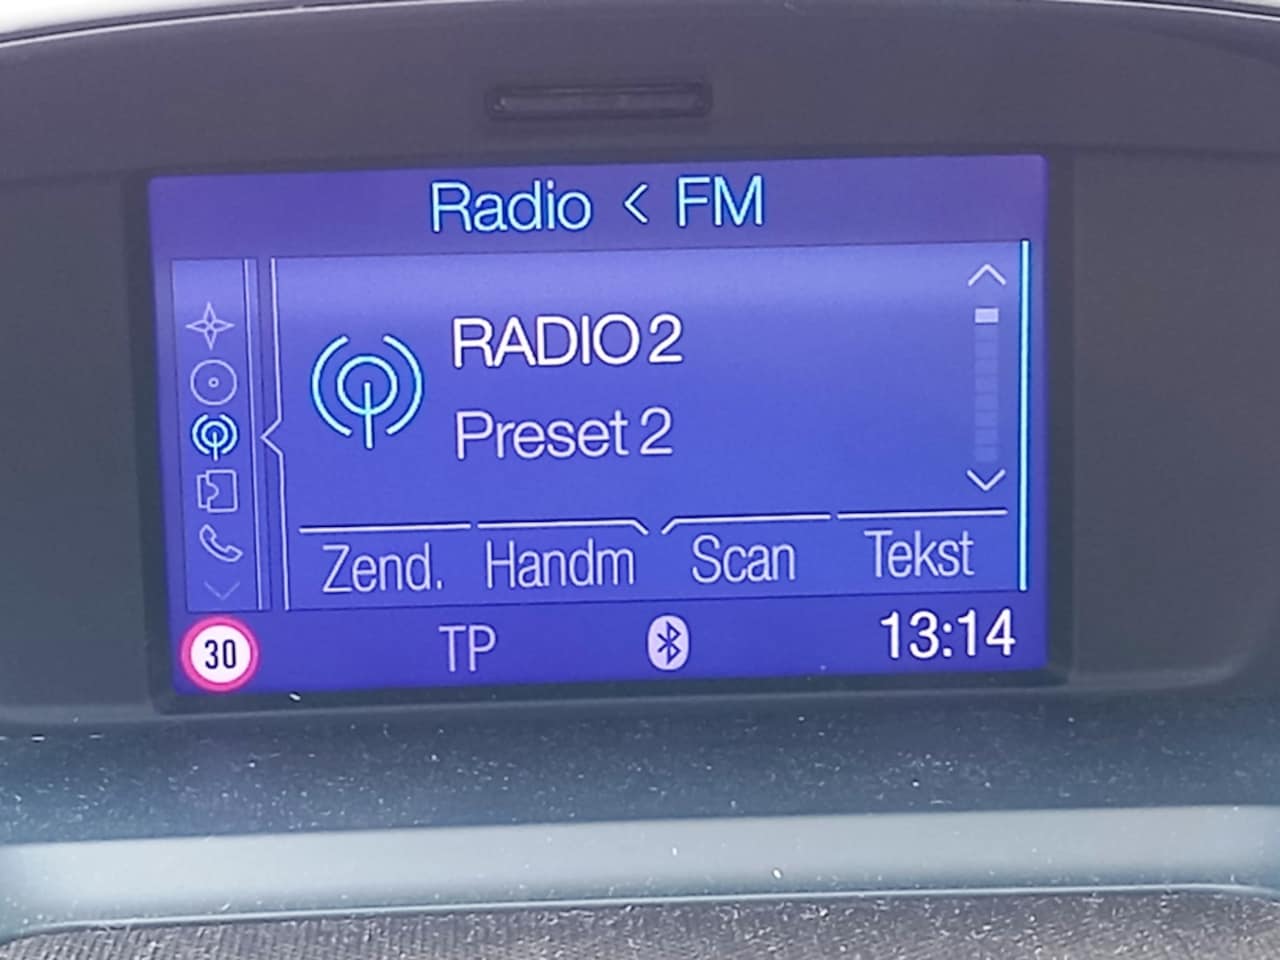 Radio < FM
RADIO 2
Preset 2
Zend. Handm Scan Tekst
30 TP 13:14